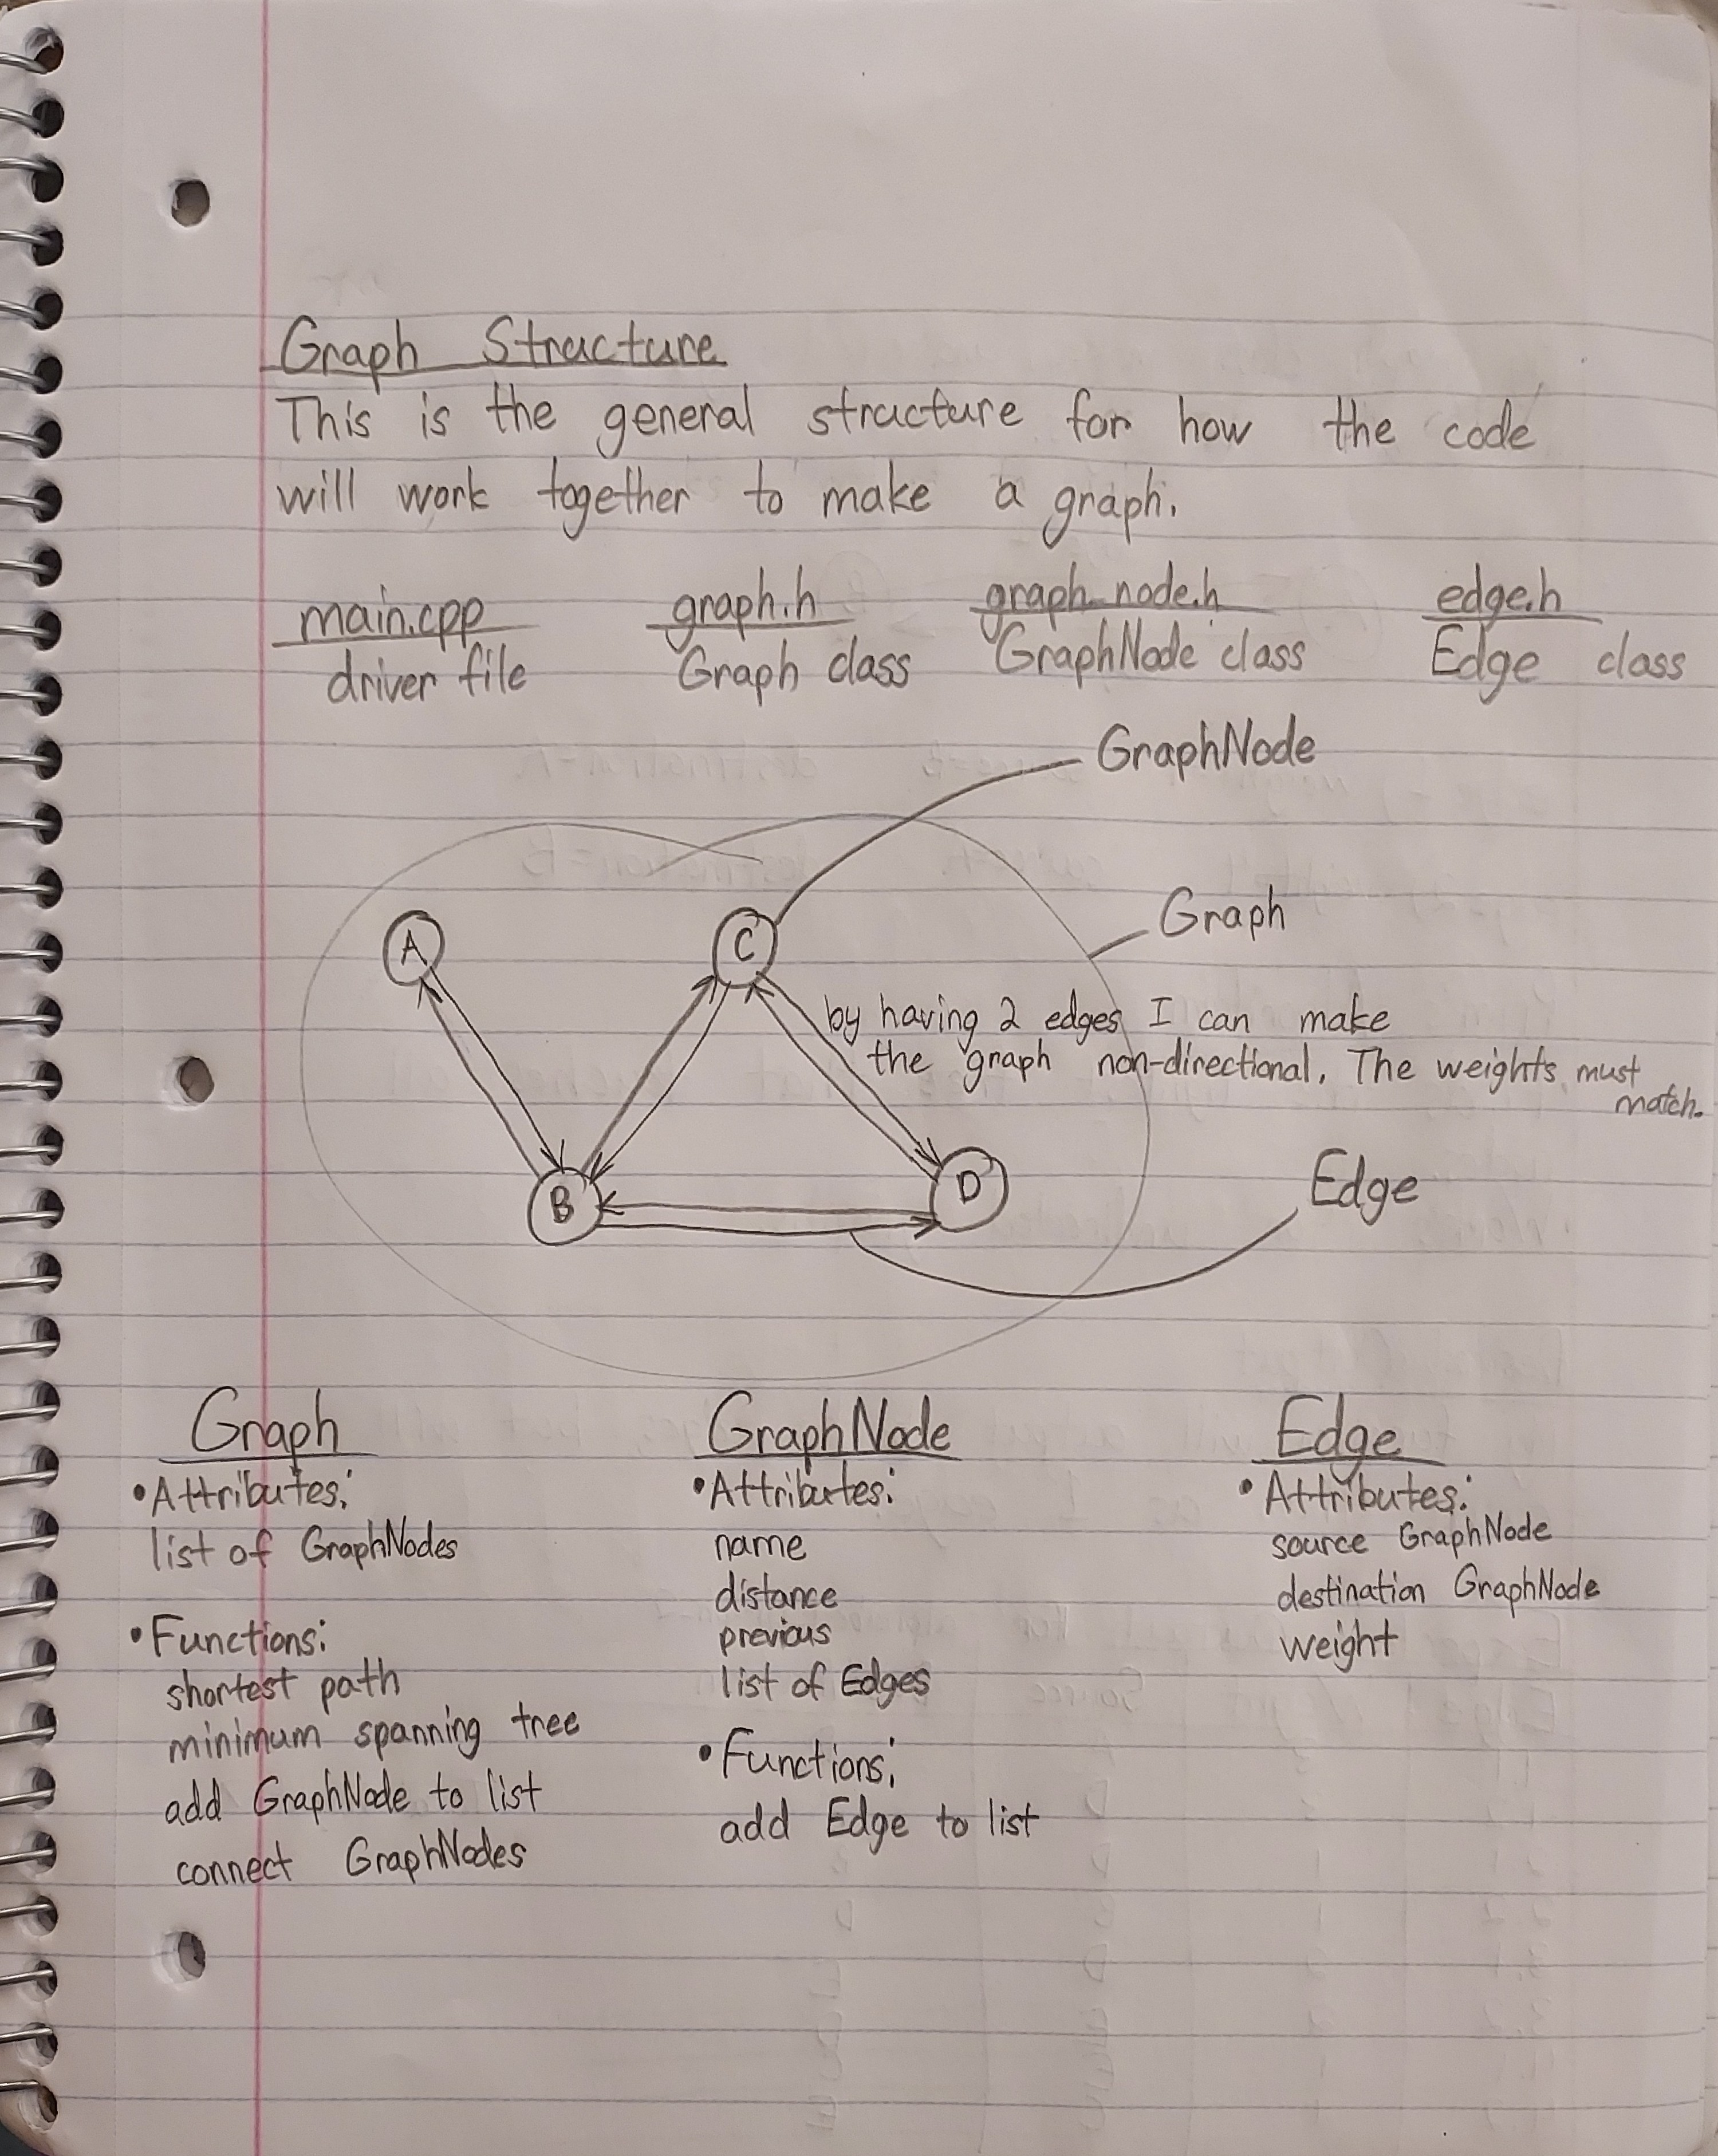 Graph Structure
This is the general structure for how the code
will work together to make a graph.
main.cpp
driver file
graph.h
Graph class
graph_node.h
GraphNode class
edge.h
Edge class
GraphNode
Graph
A
C
by having 2 edges I can make
the graph non-directional. The weights must
match.
B
D
Edge
Graph
•Attributes:
list of GraphNodes
•Functions:
shortest path
minimum spanning tree
add GraphNode to list
connect GraphNodes
GraphNode
•Attributes:
name
distance
previous
list of Edges
•Functions:
add Edge to list
Edge
•Attributes:
source GraphNode
destination GraphNode
weight